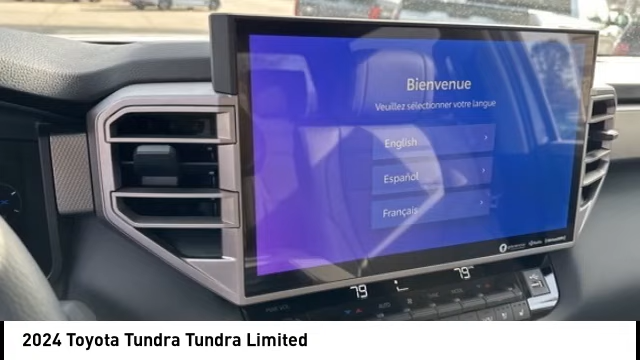 Bienvenue
Veuillez sélectionner votre langue
English
Español
Français
79
79
2024 Toyota Tundra Tundra Limited